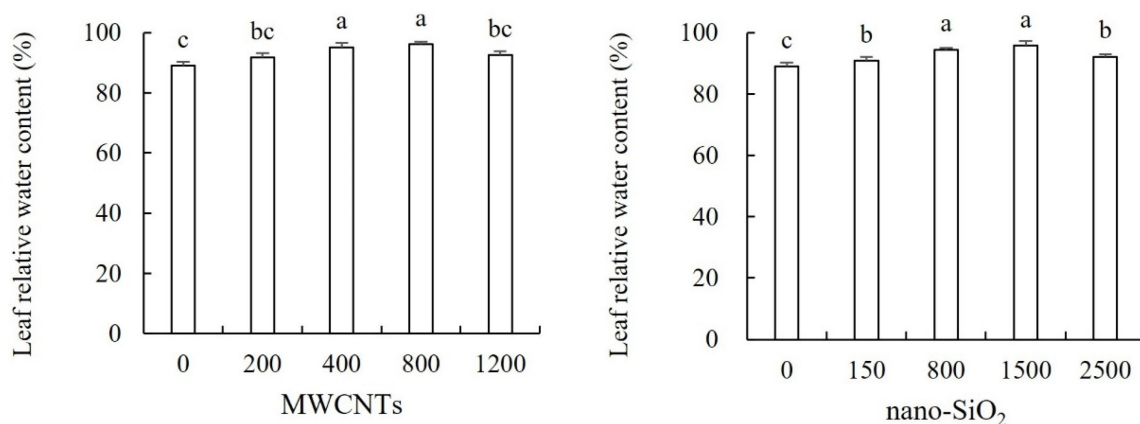 Leaf relative water content (%)
100
80
60
40
20
0
c
bc
a
a
bc
0 200 400 800 1200
MWCNTs
Leaf relative water content (%)
100
80
60
40
20
0
c
b
a
a
b
0 150 800 1500 2500
nano-SiO₂